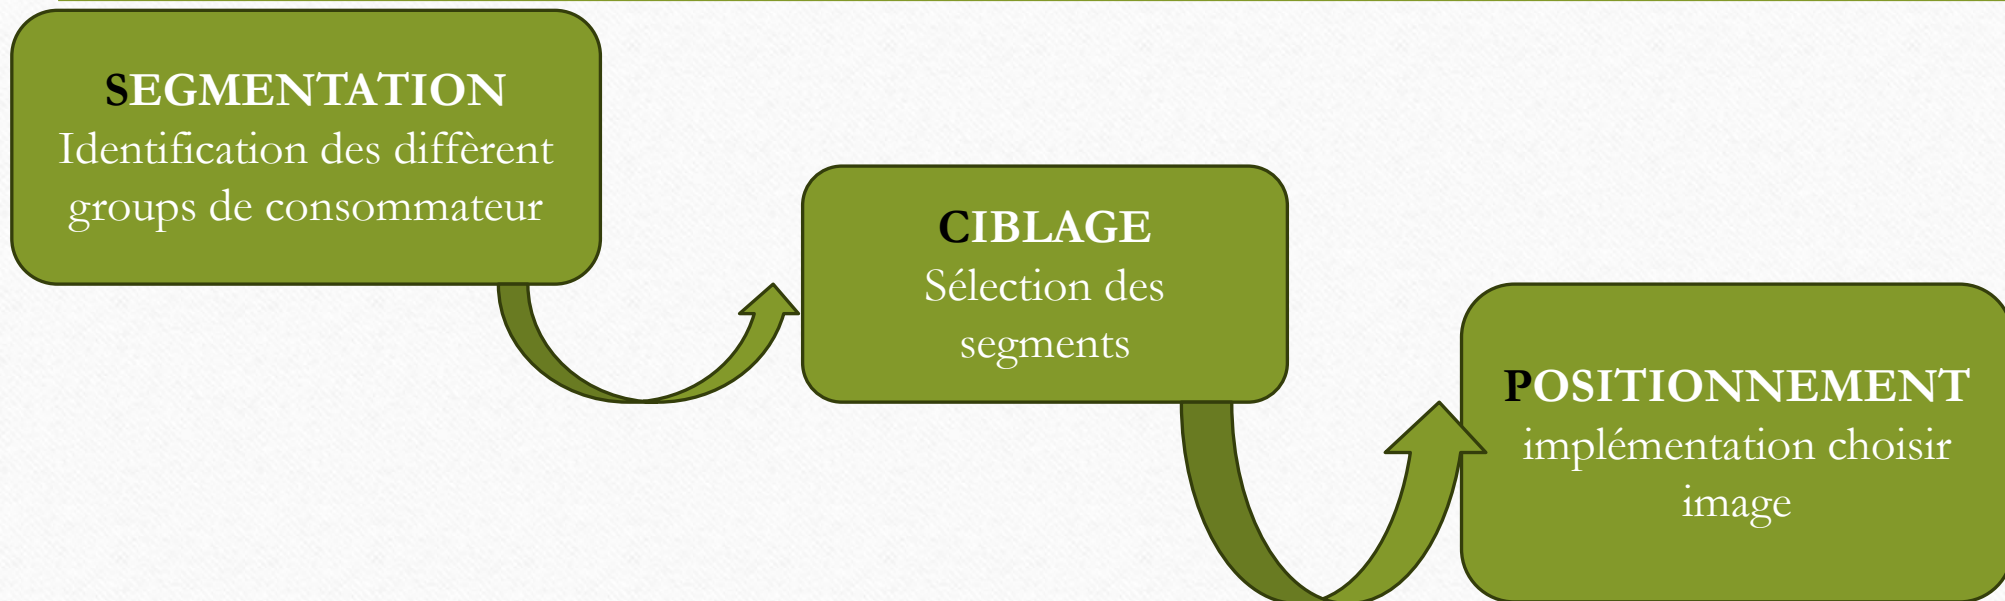 SEGMENTATION
Identification des diffèrent
groups de consommateur
CIBLAGE
Sélection des
segments
POSITIONNEMENT
implémentation choisir
image